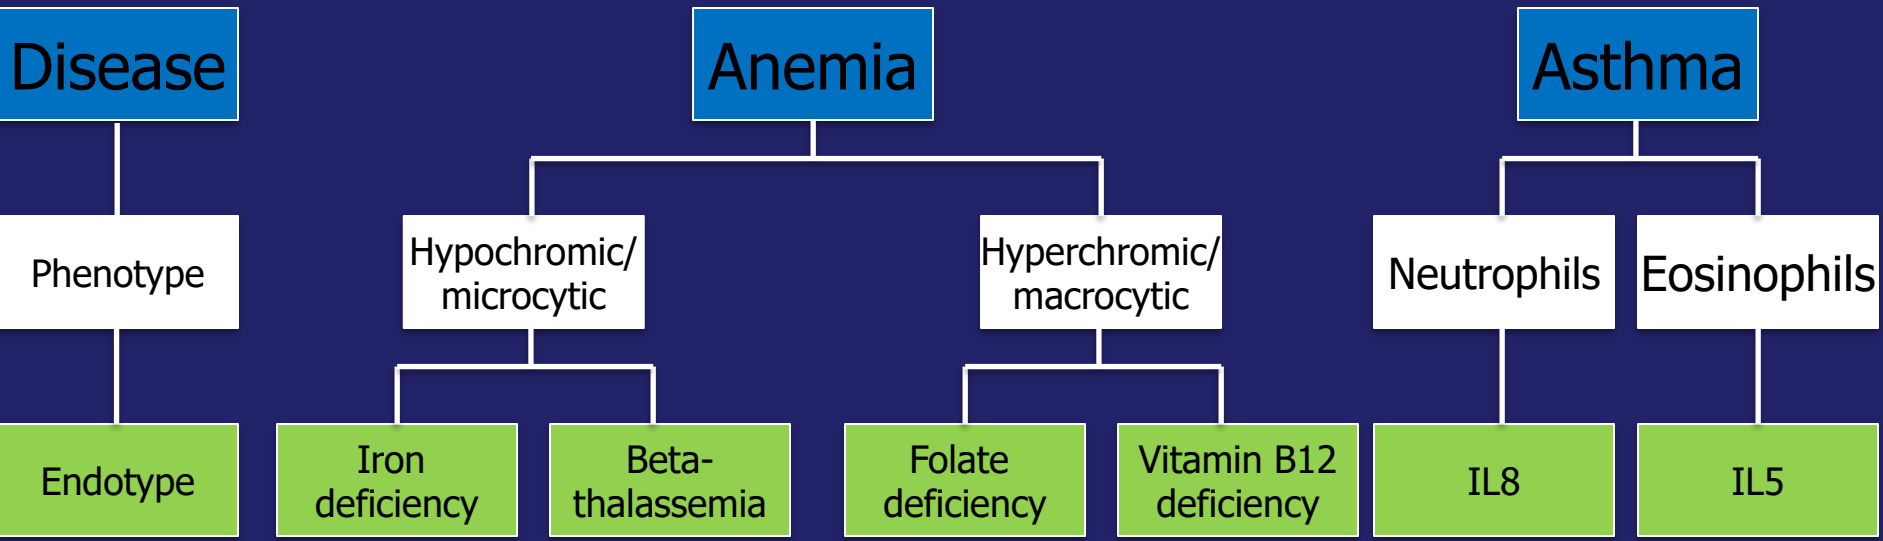 Disease
Anemia
Asthma
Phenotype
Hypochromic/
microcytic
Hyperchromic/
macrocytic
Neutrophils
Eosinophils
Endotype
Iron
deficiency
Beta-
thalassemia
Folate
deficiency
Vitamin B12
deficiency
IL8
IL5